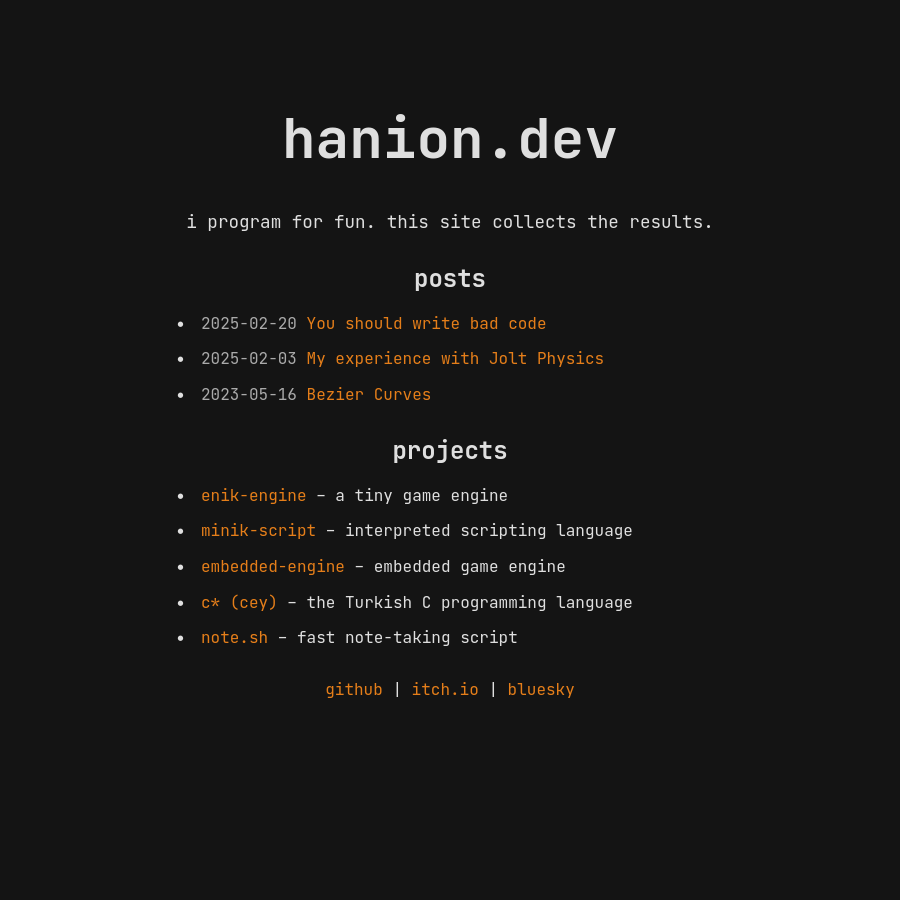 hanion.dev
i program for fun. this site collects the results.
posts
• 2025-02-20 You should write bad code
• 2025-02-03 My experience with Jolt Physics
• 2023-05-16 Bezier Curves
projects
• enik-engine – a tiny game engine
• minik-script – interpreted scripting language
• embedded-engine – embedded game engine
• c* (cey) – the Turkish C programming language
• note.sh – fast note-taking script
github | itch.io | bluesky